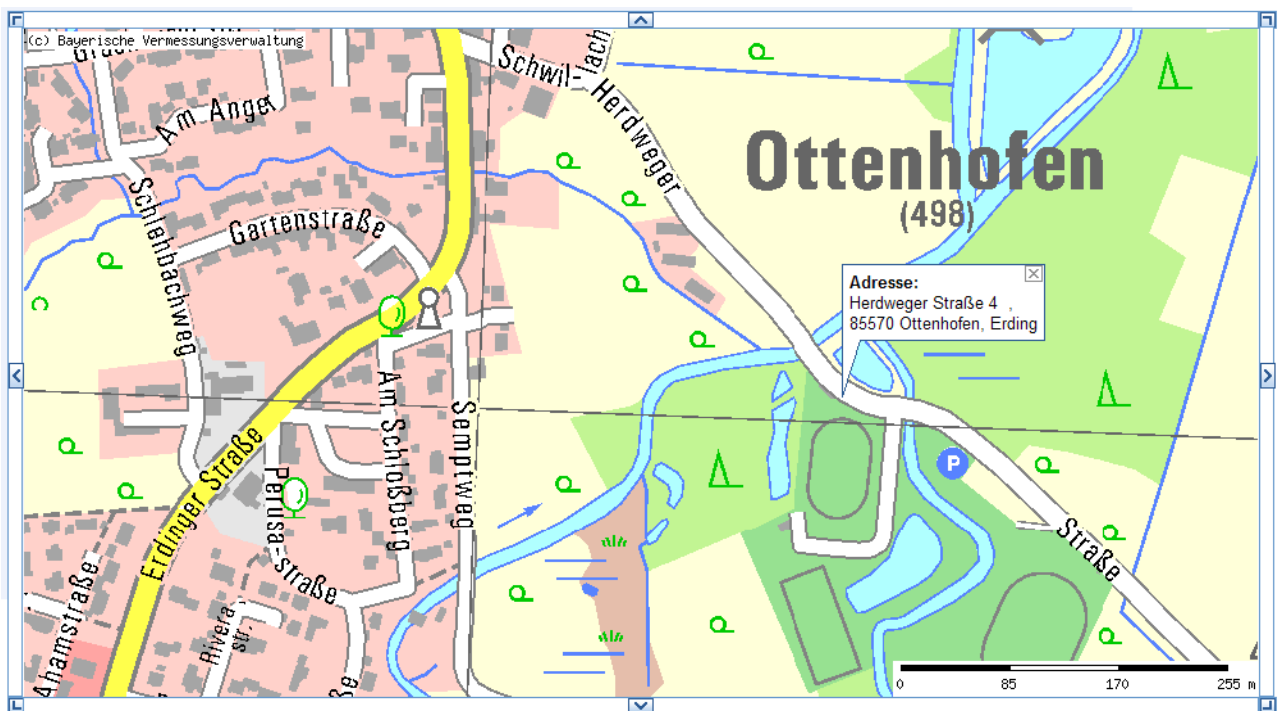 (c) Bayerische Vermessungsverwaltung
Am Anger
Schwil-lach
Herdweger
Ottenhofen
(498)
Schlehbachweg
Gartenstraße
Adresse:
Herdweger Straße 4 ,
85570 Ottenhofen, Erding
Am Schloßberg
Semptweg
Erdinger Straße
Perusa-straße
P
Straße
Ahamstraße
Rivera
str.
ße
0 85 170 255 m